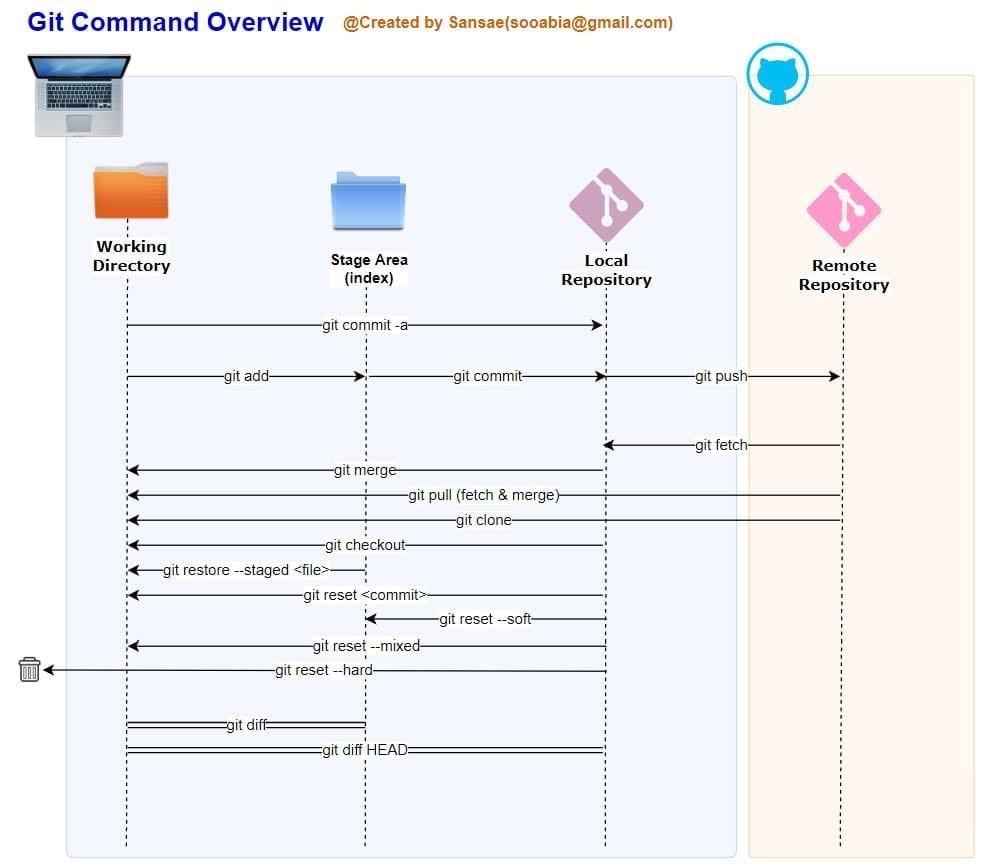 Git Command Overview @Created by Sansae(sooabia@gmail.com)
Working
Directory
Stage Area
(index)
Local
Repository
Remote
Repository
git commit -a
git add
git commit
git push
git fetch
git merge
git pull (fetch & merge)
git clone
git checkout
git restore --staged <file>
git reset <commit>
git reset --soft
git reset --mixed
git reset --hard
git diff
git diff HEAD